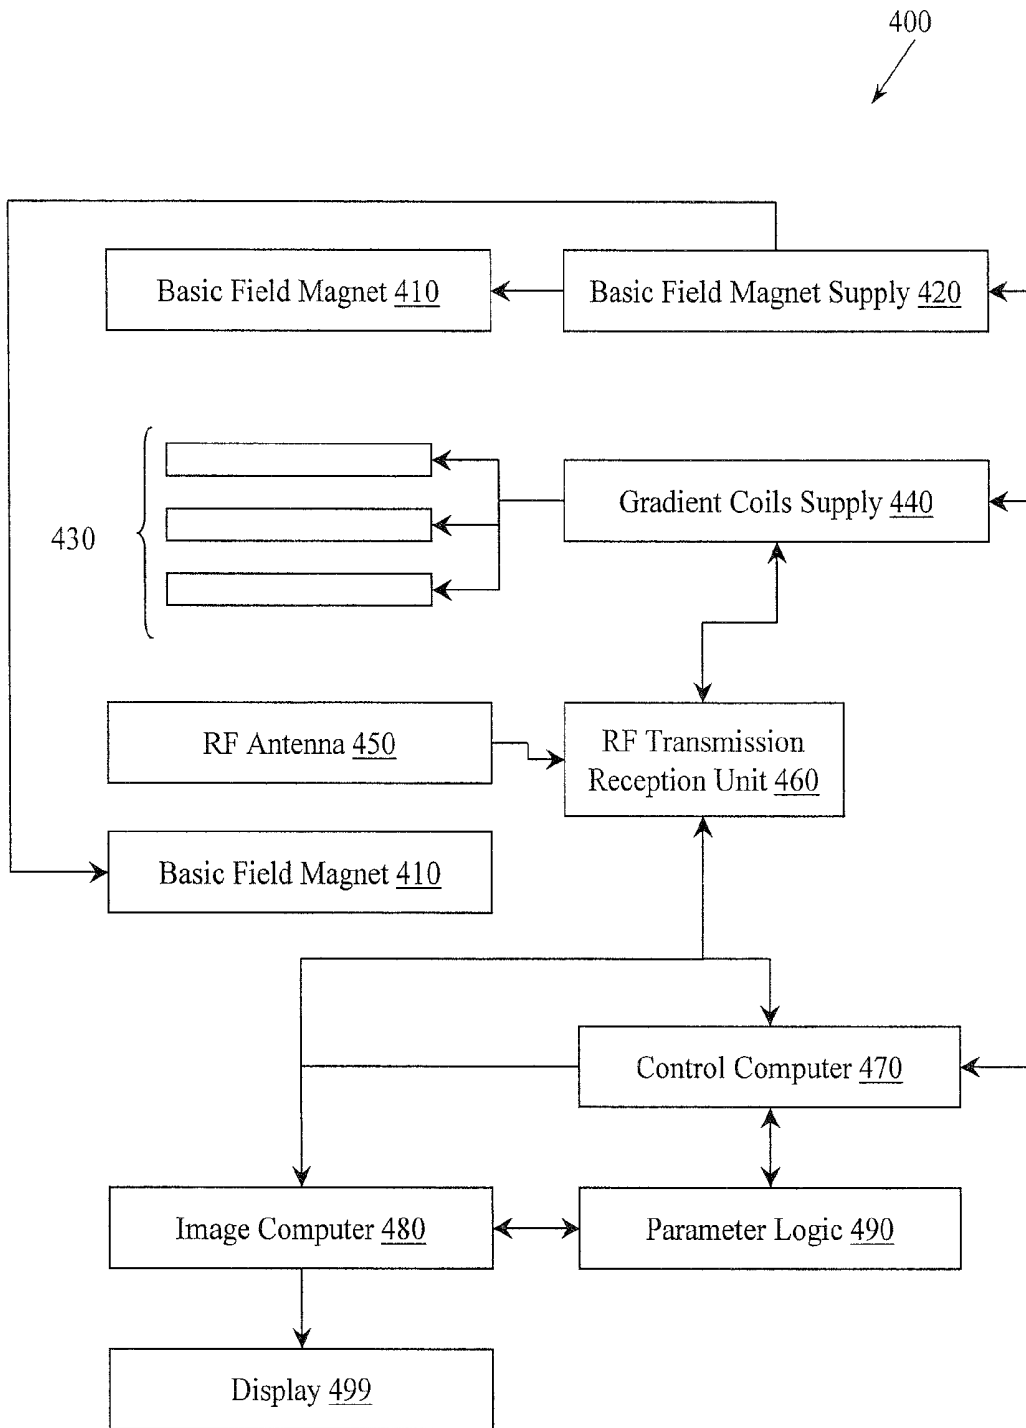 400
Basic Field Magnet 410
Basic Field Magnet Supply 420
430
Gradient Coils Supply 440
RF Antenna 450
RF Transmission
Reception Unit 460
Basic Field Magnet 410
Control Computer 470
Image Computer 480
Parameter Logic 490
Display 499